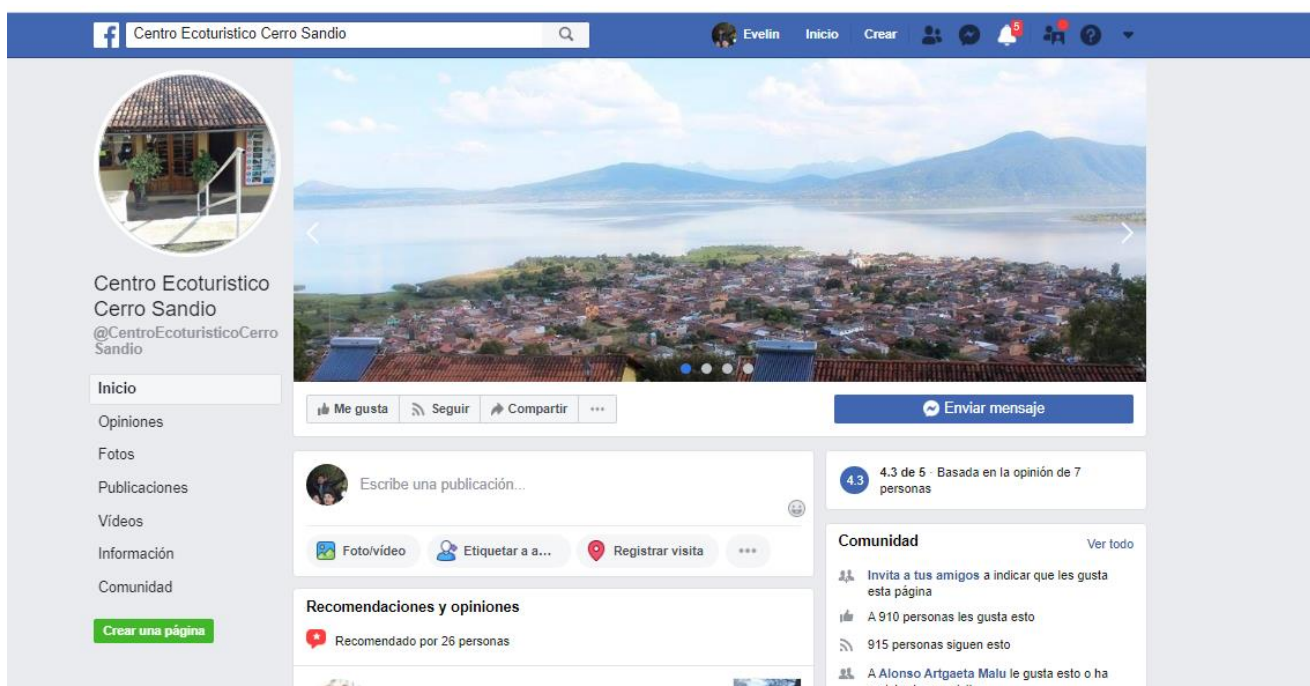 Centro Ecoturistico Cerro Sandio
Evelin
Inicio
Crear
5
Centro Ecoturistico
Cerro Sandio
@CentroEcoturisticoCerro
Sandio
Inicio
Opiniones
Fotos
Publicaciones
Vídeos
Información
Comunidad
Crear una página
Me gusta
Seguir
Compartir
Enviar mensaje
Escribe una publicación...
Foto/vídeo
Etiquetar a a...
Registrar visita
Recomendaciones y opiniones
Recomendado por 26 personas
4.3
4.3 de 5 · Basada en la opinión de 7
personas
Comunidad
Ver todo
Invita a tus amigos a indicar que les gusta
esta página
A 910 personas les gusta esto
915 personas siguen esto
A Alonso Artgaeta Malu le gusta esto o ha